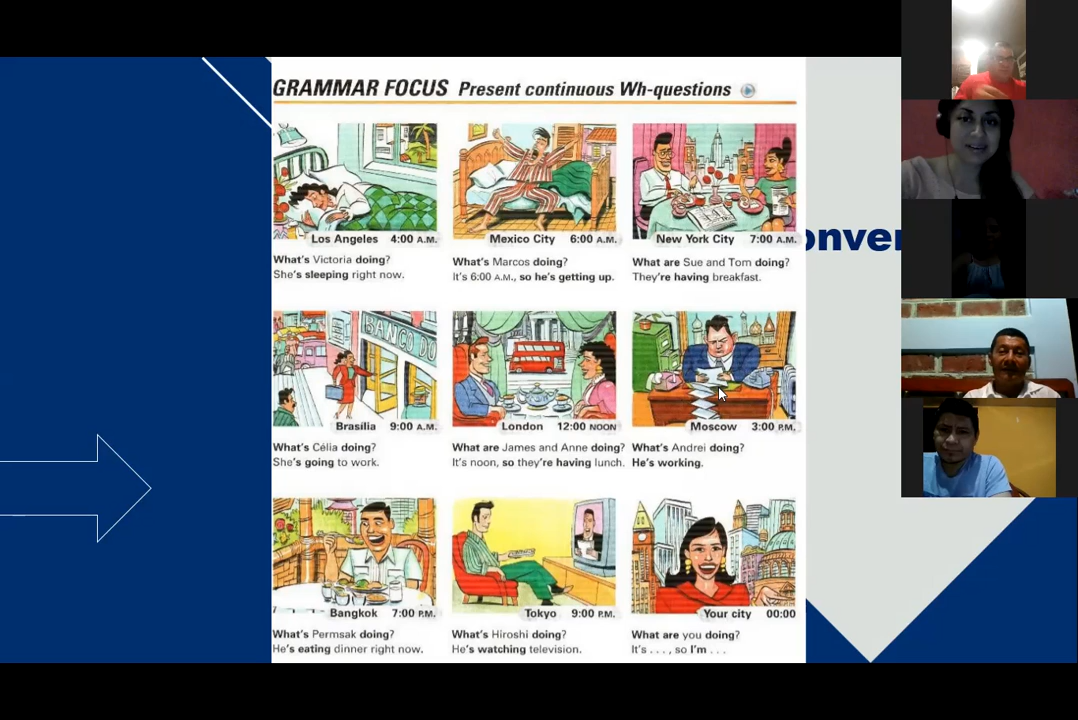 GRAMMAR FOCUS Present continuous Wh-questions
Los Angeles 4:00 A.M.
What's Victoria doing?
She's sleeping right now.
Mexico City 6:00 A.M.
What's Marcos doing?
It's 6:00 A.M., so he's getting up.
New York City 7:00 A.M.
What are Sue and Tom doing?
They're having breakfast.
onver
BANCO DO
Brasília 9:00 A.M.
What's Célia doing?
She's going to work.
London 12:00 NOON
What are James and Anne doing?
It's noon, so they're having lunch.
Moscow 3:00 P.M.
What's Andrei doing?
He's working.
Bangkok 7:00 P.M.
What's Permsak doing?
He's eating dinner right now.
Tokyo 9:00 P.M.
What's Hiroshi doing?
He's watching television.
Your city 00:00
What are you doing?
It's . . . , so I'm . . .